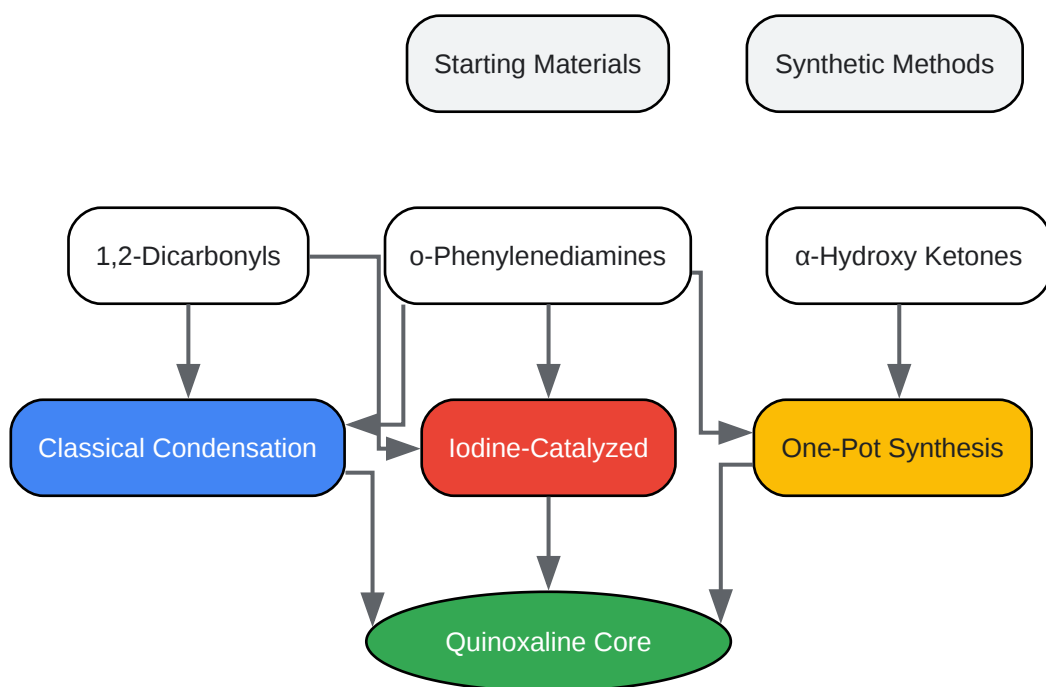 Starting Materials
Synthetic Methods
1,2-Dicarbonyls
o-Phenylenediamines
α-Hydroxy Ketones
Classical Condensation
Iodine-Catalyzed
One-Pot Synthesis
Quinoxaline Core